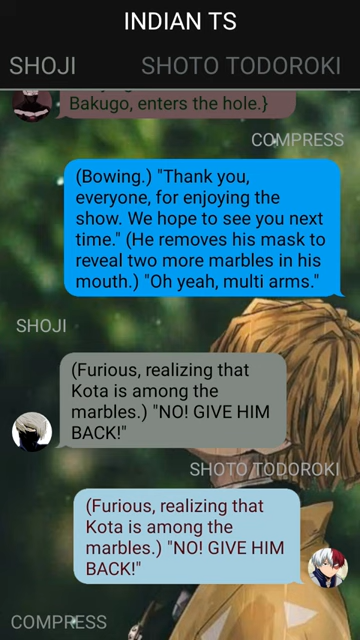 INDIAN TS
SHOJI
SHOTO TODOROKI
Bakugo, enters the hole.}
COMPRESS
(Bowing.) "Thank you,
everyone, for enjoying the
show. We hope to see you next
time." (He removes his mask to
reveal two more marbles in his
mouth.) "Oh yeah, multi arms."
SHOJI
(Furious, realizing that
Kota is among the
marbles.) "NO! GIVE HIM
BACK!"
SHOTO TODOROKI
(Furious, realizing that
Kota is among the
marbles.) "NO! GIVE HIM
BACK!"
COMPRESS